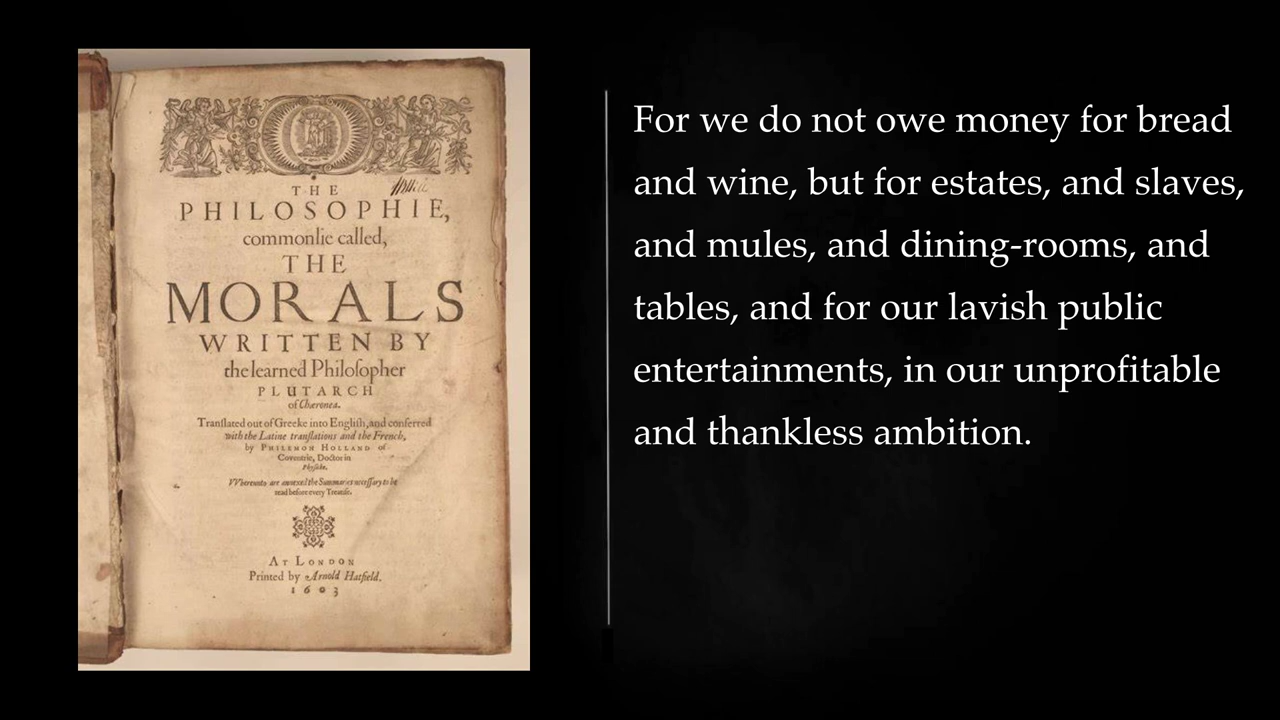 THE
PHILOSOPHIE,
commonlie called,
THE
MORALS
WRITTEN BY
the learned Philoſopher
PLUTARCH
of Chæronea.
Tranſlated out of Greeke into Engliſh, and conferred
with the Latine tranſlations and the French,
by PHILEMON HOLLAND of
Coventrie, Doctor in
Phyſicke.
VVhereunto are annexed the Summaries neceſſary to be
read before every Treatiſe.
AT LONDON
Printed by Arnold Hatfield.
1603
For we do not owe money for bread
and wine, but for estates, and slaves,
and mules, and dining-rooms, and
tables, and for our lavish public
entertainments, in our unprofitable
and thankless ambition.